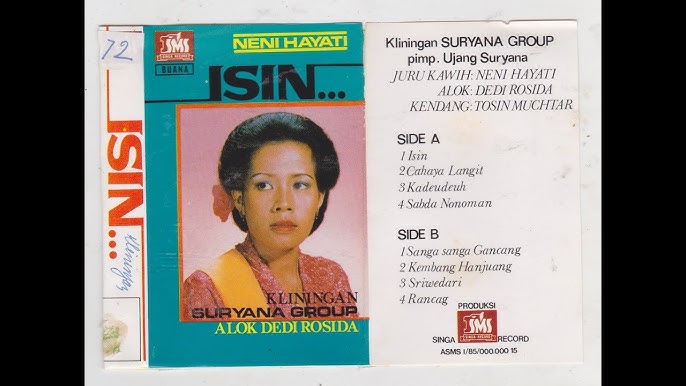 72
ISIN...
Kliningan
SMS
SINGA RECORD
BUANA
NENI HAYATI
ISIN...
KLININGAN
SURYANA GROUP
ALOK DEDI ROSIDA
Kliningan SURYANA GROUP
pimp. Ujang Suryana
JURU KAWIH: NENI HAYATI
ALOK: DEDI ROSIDA
KENDANG: TOSIN MUCHTAR
SIDE A
1 Isin
2 Cahaya Langit
3 Kadeudeuh
4 Sabda Nonoman
SIDE B
1 Sanga sanga Gancang
2 Kembang Hanjuang
3 Sriwedari
4 Rancag
PRODUKSI
SMS
SINGA RECORD
ASMS I/85/000.000 15